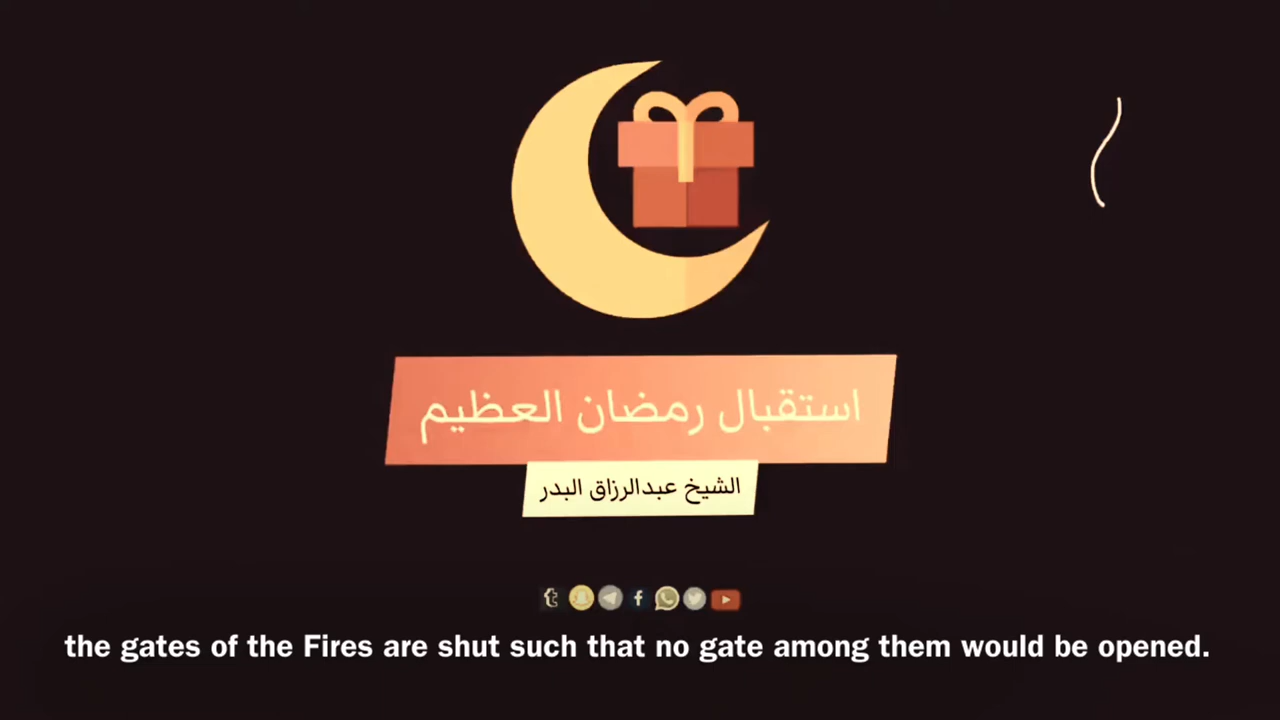 استقبال رمضان العظيم
الشيخ عبدالرزاق البدر
the gates of the Fires are shut such that no gate among them would be opened.